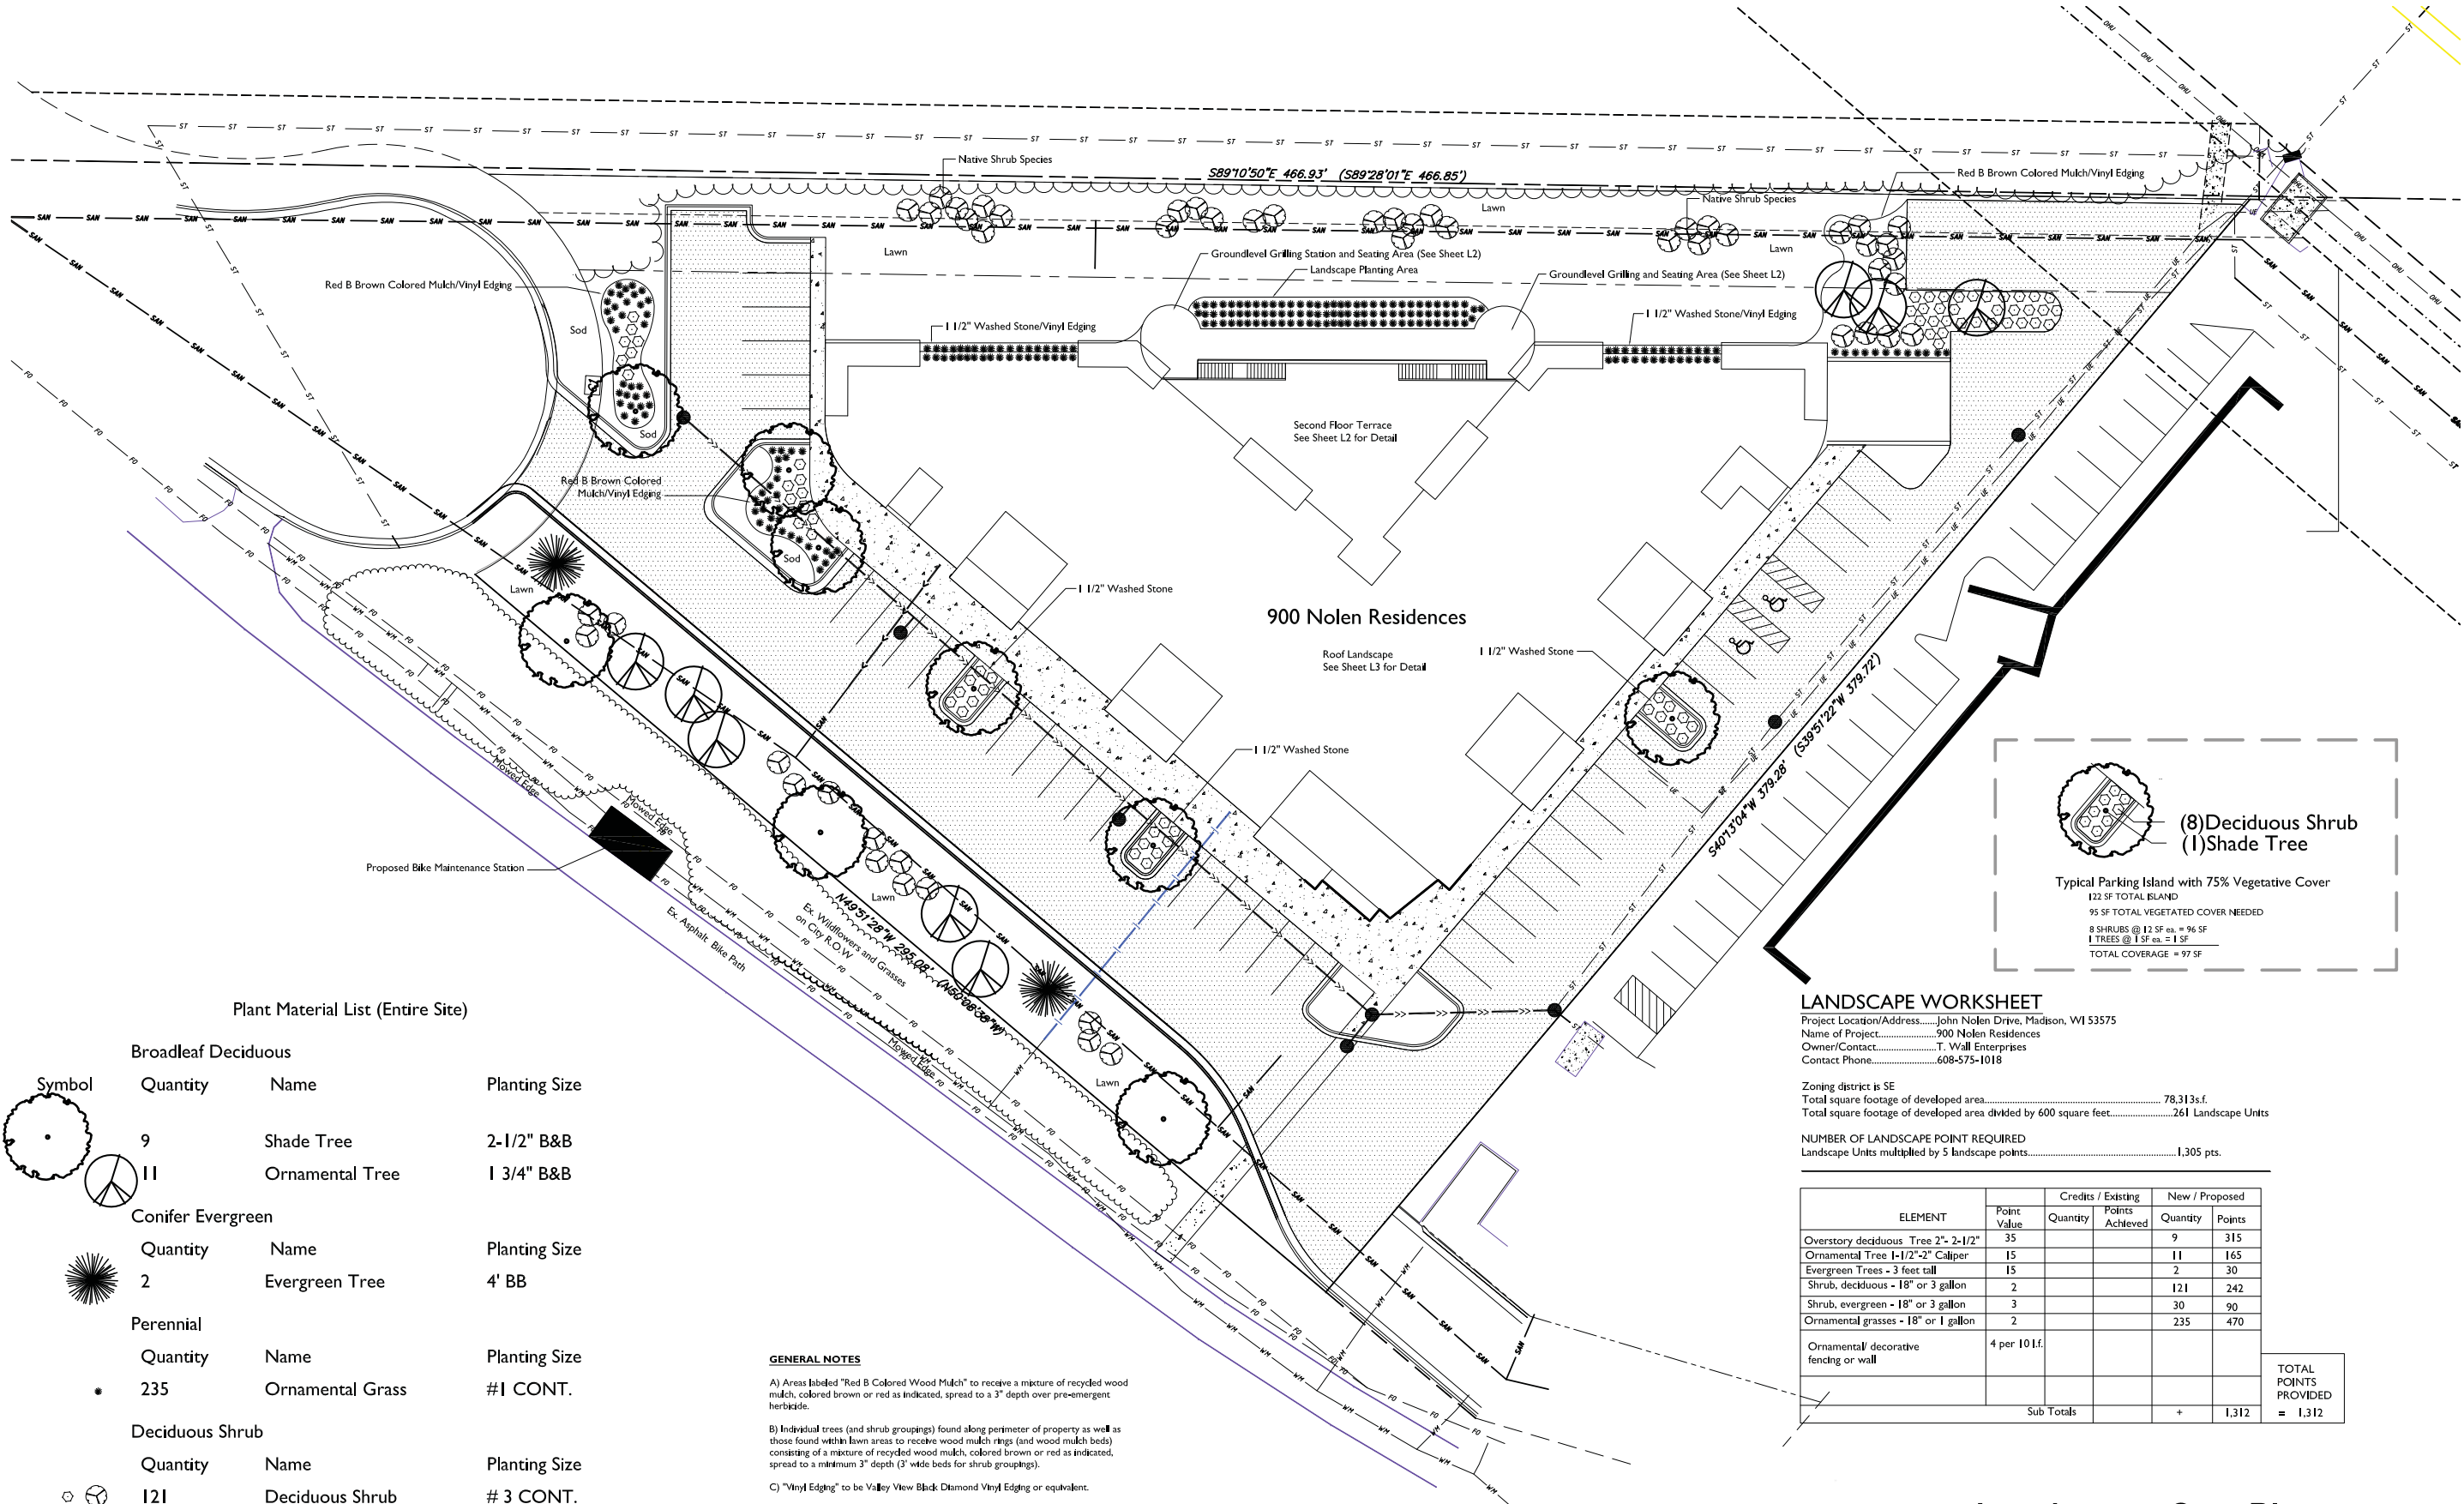 Native Shrub Species
S89°10'50"E 466.93' (S89°28'01"E 466.85')
Red B Brown Colored Mulch/Vinyl Edging
Lawn
Native Shrub Species
Lawn
Lawn
Groundlevel Grilling Station and Seating Area (See Sheet L2)
Landscape Planting Area
Groundlevel Grilling and Seating Area (See Sheet L2)
Red B Brown Colored Mulch/Vinyl Edging
Sod
1 1/2" Washed Stone/Vinyl Edging
1 1/2" Washed Stone/Vinyl Edging
Sod
Second Floor Terrace
See Sheet L2 for Detail
Red B Brown Colored
Mulch/Vinyl Edging
Sod
Lawn
1 1/2" Washed Stone
900 Nolen Residences
Roof Landscape
See Sheet L3 for Detail
1 1/2" Washed Stone
1 1/2" Washed Stone
S40°13'04"W 379.28' (S39°51'22"W 379.72')
Mowed Edge
Mowed Edge
Proposed Bike Maintenance Station
Lawn
N49°51'28"W 295.08' (N50°08'38"W)
Ex. Wildflowers and Grasses
on City R.O.W
Ex. Asphalt Bike Path
Mowed Edge
Lawn
(8)Deciduous Shrub
(1)Shade Tree
Typical Parking Island with 75% Vegetative Cover
122 SF TOTAL ISLAND
95 SF TOTAL VEGETATED COVER NEEDED
8 SHRUBS @ 12 SF ea. = 96 SF
1 TREES @ 1 SF ea. = 1 SF
TOTAL COVERAGE = 97 SF
Plant Material List (Entire Site)
Broadleaf Deciduous
Symbol Quantity Name Planting Size
9 Shade Tree 2-1/2" B&B
11 Ornamental Tree 1 3/4" B&B
Conifer Evergreen
Quantity Name Planting Size
2 Evergreen Tree 4' BB
Perennial
Quantity Name Planting Size
235 Ornamental Grass #1 CONT.
Deciduous Shrub
Quantity Name Planting Size
121 Deciduous Shrub # 3 CONT.
GENERAL NOTES
A) Areas labeled "Red B Colored Wood Mulch" to receive a mixture of recycled wood
mulch, colored brown or red as indicated, spread to a 3" depth over pre-emergent
herbicide.
B) Individual trees (and shrub groupings) found along perimeter of property as well as
those found within lawn areas to receive wood mulch rings (and wood mulch beds)
consisting of a mixture of recycled wood mulch, colored brown or red as indicated,
spread to a minimum 3" depth (3' wide beds for shrub groupings).
C) "Vinyl Edging" to be Valley View Black Diamond Vinyl Edging or equivalent.
LANDSCAPE WORKSHEET
Project Location/Address......John Nolen Drive, Madison, WI 53575
Name of Project......................900 Nolen Residences
Owner/Contact......................T. Wall Enterprises
Contact Phone........................608-575-1018
Zoning district is SE
Total square footage of developed area.......................................................... 78,313s.f.
Total square footage of developed area divided by 600 square feet......................261 Landscape Units
NUMBER OF LANDSCAPE POINT REQUIRED
Landscape Units multiplied by 5 landscape points..................................................1,305 pts.
Credits / Existing New / Proposed
ELEMENT Point Value Quantity Points Achieved Quantity Points
Overstory deciduous Tree 2"- 2-1/2" 35 9 315
Ornamental Tree 1-1/2"-2" Caliper 15 11 165
Evergreen Trees - 3 feet tall 15 2 30
Shrub, deciduous - 18" or 3 gallon 2 121 242
Shrub, evergreen - 18" or 3 gallon 3 30 90
Ornamental grasses - 18" or 1 gallon 2 235 470
Ornamental/ decorative
fencing or wall 4 per 10 l.f.
TOTAL
POINTS
PROVIDED
Sub Totals + 1,312 = 1,312